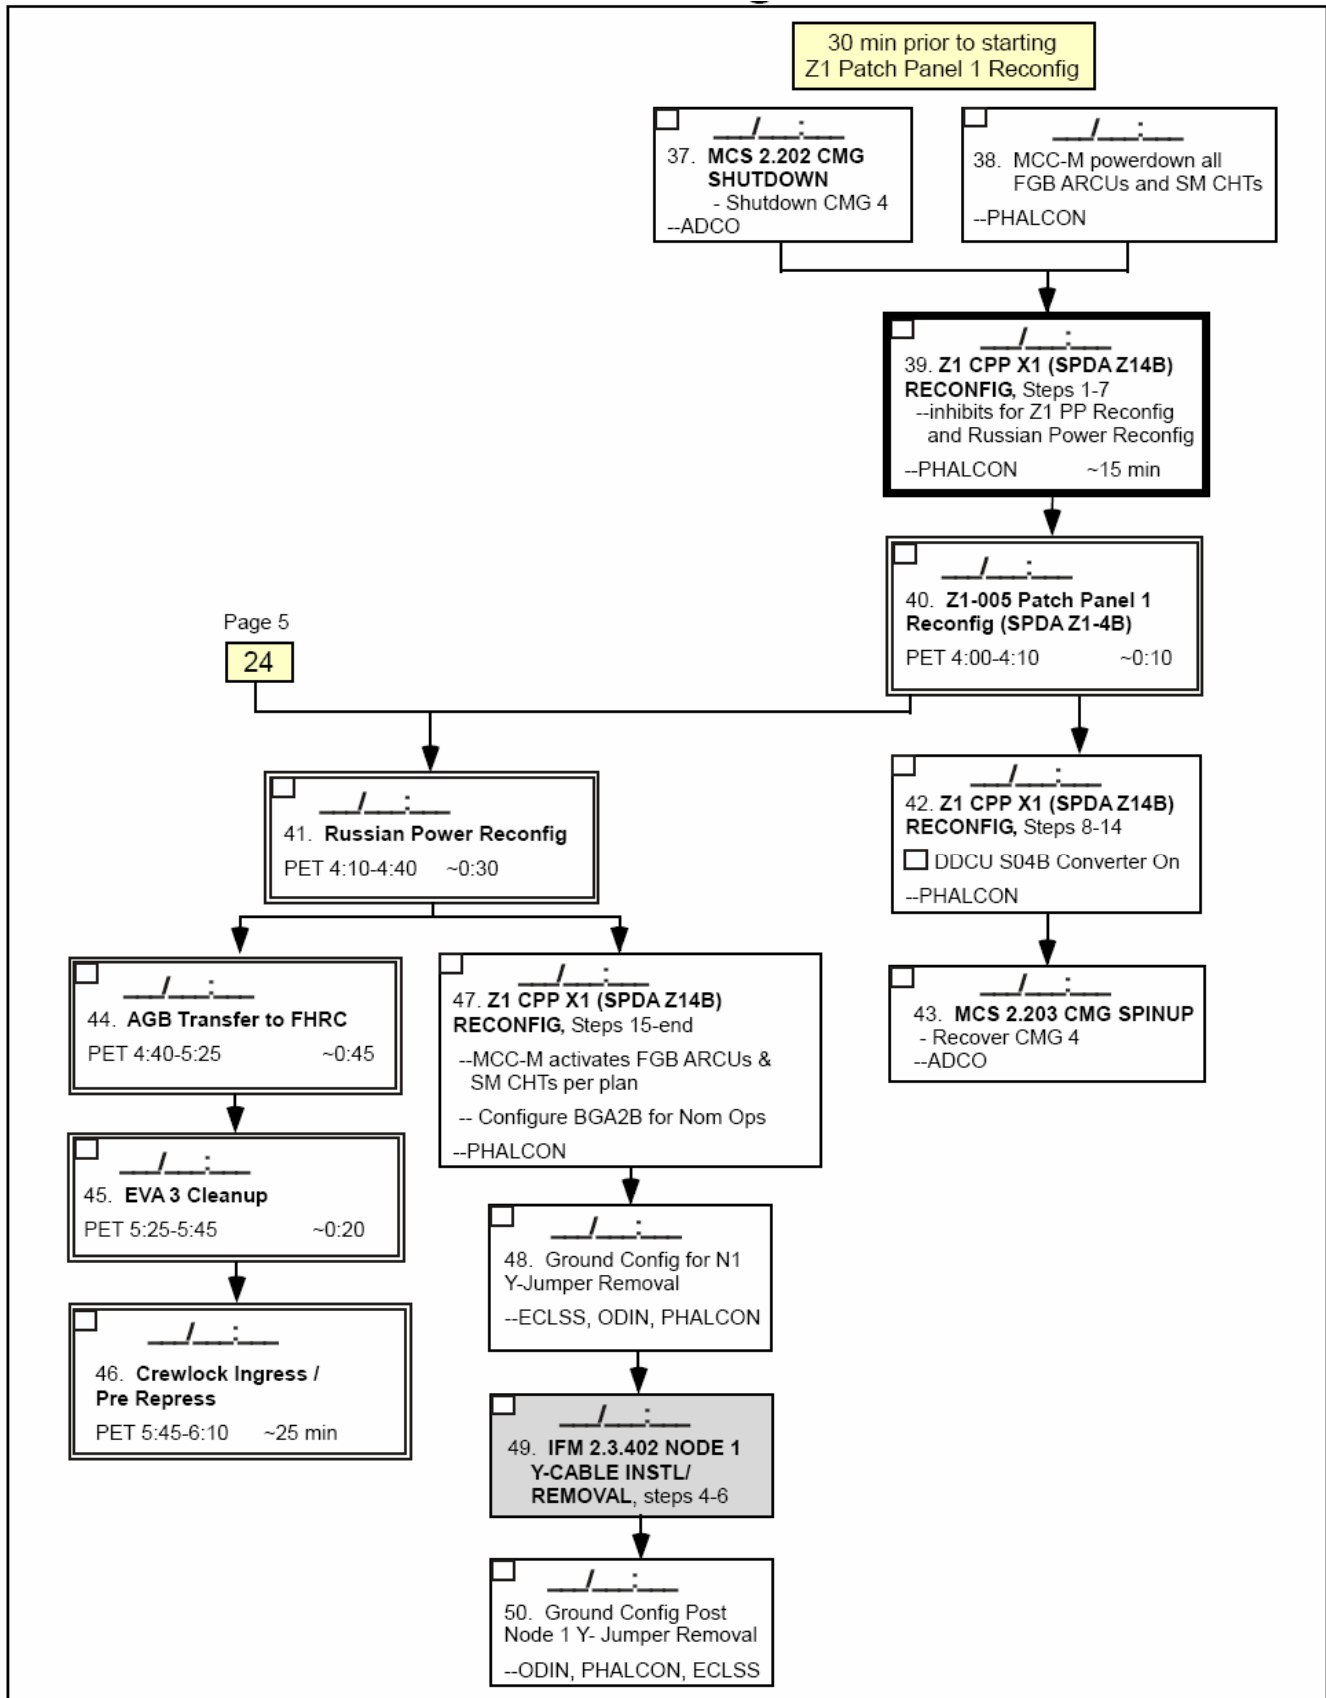 30 min prior to starting
Z1 Patch Panel 1 Reconfig
___/___:___
37. MCS 2.202 CMG
SHUTDOWN
- Shutdown CMG 4
--ADCO
___/___:___
38. MCC-M powerdown all
FGB ARCUs and SM CHTs
--PHALCON
___/___:___
39. Z1 CPP X1 (SPDA Z14B)
RECONFIG, Steps 1-7
--inhibits for Z1 PP Reconfig
and Russian Power Reconfig
--PHALCON ~15 min
___/___:___
40. Z1-005 Patch Panel 1
Reconfig (SPDA Z1-4B)
PET 4:00-4:10 ~0:10
Page 5
24
___/___:___
41. Russian Power Reconfig
PET 4:10-4:40 ~0:30
___/___:___
42. Z1 CPP X1 (SPDA Z14B)
RECONFIG, Steps 8-14
DDCU S04B Converter On
--PHALCON
___/___:___
43. MCS 2.203 CMG SPINUP
- Recover CMG 4
--ADCO
___/___:___
44. AGB Transfer to FHRC
PET 4:40-5:25 ~0:45
___/___:___
45. EVA 3 Cleanup
PET 5:25-5:45 ~0:20
___/___:___
46. Crewlock Ingress /
Pre Repress
PET 5:45-6:10 ~25 min
___/___:___
47. Z1 CPP X1 (SPDA Z14B)
RECONFIG, Steps 15-end
--MCC-M activates FGB ARCUs &
SM CHTs per plan
-- Configure BGA2B for Nom Ops
--PHALCON
___/___:___
48. Ground Config for N1
Y-Jumper Removal
--ECLSS, ODIN, PHALCON
___/___:___
49. IFM 2.3.402 NODE 1
Y-CABLE INSTL/
REMOVAL, steps 4-6
___/___:___
50. Ground Config Post
Node 1 Y- Jumper Removal
--ODIN, PHALCON, ECLSS